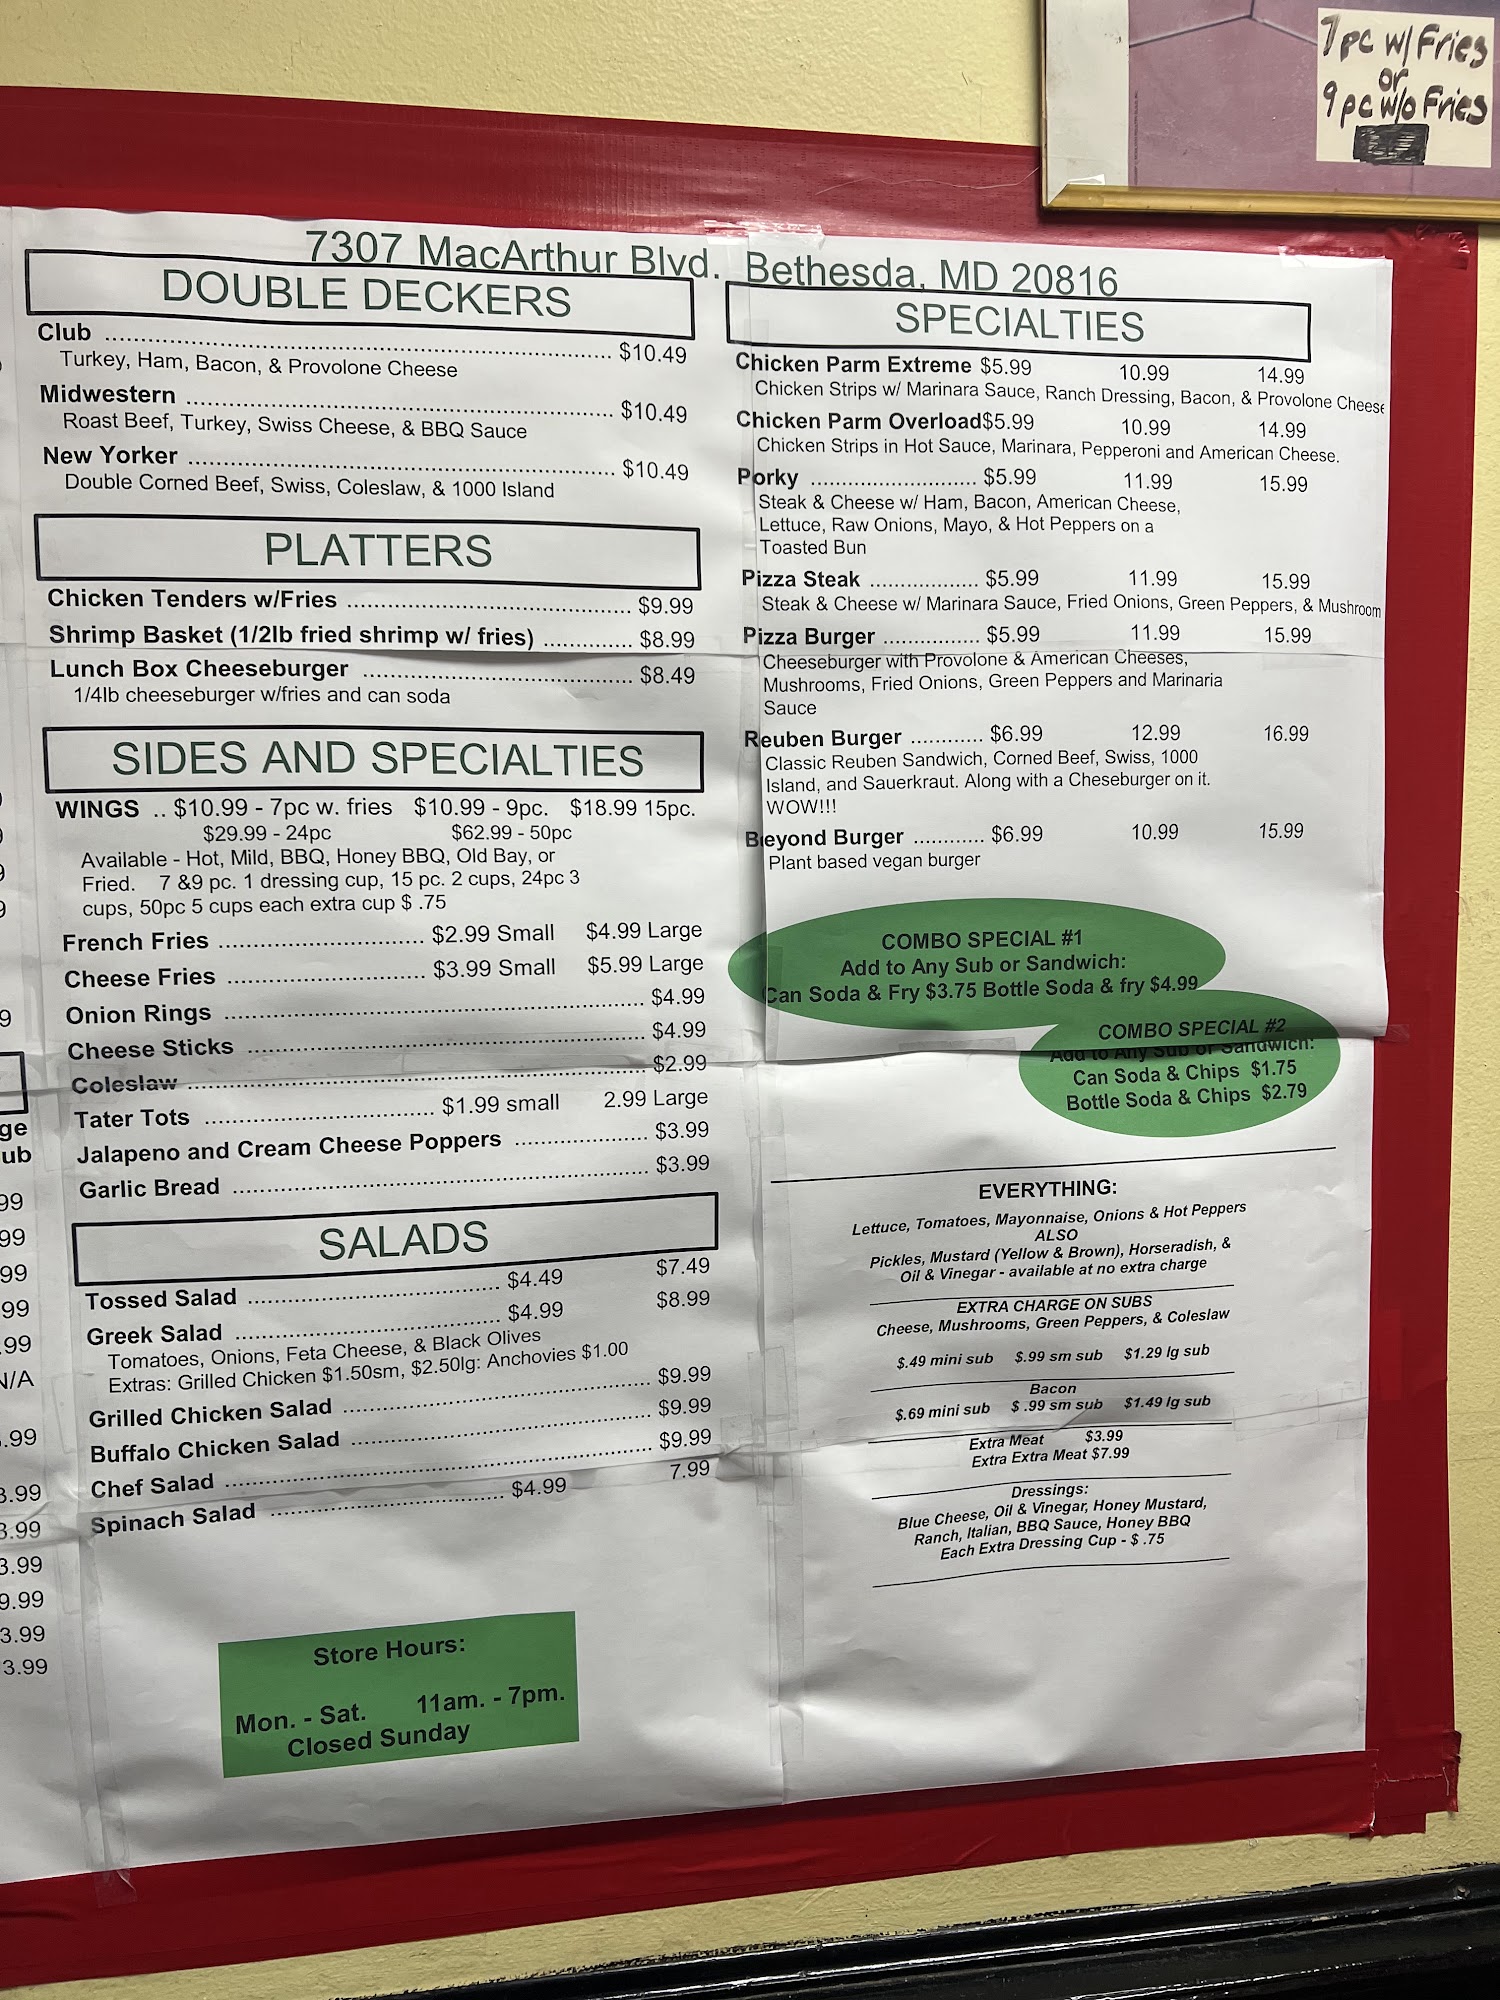 7pc w/ Fries
or
9pc w/o Fries
7307 MacArthur Blvd. Bethesda, MD 20816
DOUBLE DECKERS
Club ........ $10.49
Turkey, Ham, Bacon, & Provolone Cheese
Midwestern ........ $10.49
Roast Beef, Turkey, Swiss Cheese, & BBQ Sauce
New Yorker ........ $10.49
Double Corned Beef, Swiss, Coleslaw, & 1000 Island
PLATTERS
Chicken Tenders w/Fries ........ $9.99
Shrimp Basket (1/2lb fried shrimp w/ fries) ........ $8.99
Lunch Box Cheeseburger ........ $8.49
1/4lb cheeseburger w/fries and can soda
SIDES AND SPECIALTIES
WINGS .. $10.99 - 7pc w. fries $10.99 - 9pc. $18.99 15pc.
$29.99 - 24pc $62.99 - 50pc
Available - Hot, Mild, BBQ, Honey BBQ, Old Bay, or
Fried. 7 &9 pc. 1 dressing cup, 15 pc. 2 cups, 24pc 3
cups, 50pc 5 cups each extra cup $ .75
French Fries ........ $2.99 Small $4.99 Large
Cheese Fries ........ $3.99 Small $5.99 Large
Onion Rings ........ $4.99
Cheese Sticks ........ $4.99
Coleslaw ........ $2.99
Tater Tots ........ $1.99 small 2.99 Large
Jalapeno and Cream Cheese Poppers ........ $3.99
Garlic Bread ........ $3.99
SALADS
Tossed Salad ........ $4.49 $7.49
Greek Salad ........ $4.99 $8.99
Tomatoes, Onions, Feta Cheese, & Black Olives
Extras: Grilled Chicken $1.50sm, $2.50lg: Anchovies $1.00
Grilled Chicken Salad ........ $9.99
Buffalo Chicken Salad ........ $9.99
Chef Salad ........ $9.99
Spinach Salad ........ $4.99 7.99
Store Hours:
Mon. - Sat. 11am. - 7pm.
Closed Sunday
SPECIALTIES
Chicken Parm Extreme $5.99 10.99 14.99
Chicken Strips w/ Marinara Sauce, Ranch Dressing, Bacon, & Provolone Cheese
Chicken Parm Overload$5.99 10.99 14.99
Chicken Strips in Hot Sauce, Marinara, Pepperoni and American Cheese.
Porky ........ $5.99 11.99 15.99
Steak & Cheese w/ Ham, Bacon, American Cheese,
Lettuce, Raw Onions, Mayo, & Hot Peppers on a
Toasted Bun
Pizza Steak ........ $5.99 11.99 15.99
Steak & Cheese w/ Marinara Sauce, Fried Onions, Green Peppers, & Mushroom
Pizza Burger ........ $5.99 11.99 15.99
Cheeseburger with Provolone & American Cheeses,
Mushrooms, Fried Onions, Green Peppers and Marinaria
Sauce
Reuben Burger ........ $6.99 12.99 16.99
Classic Reuben Sandwich, Corned Beef, Swiss, 1000
Island, and Sauerkraut. Along with a Cheseburger on it.
WOW!!!
Beyond Burger ........ $6.99 10.99 15.99
Plant based vegan burger
COMBO SPECIAL #1
Add to Any Sub or Sandwich:
Can Soda & Fry $3.75 Bottle Soda & fry $4.99
COMBO SPECIAL #2
Add to Any Sub or Sandwich:
Can Soda & Chips $1.75
Bottle Soda & Chips $2.79
EVERYTHING:
Lettuce, Tomatoes, Mayonnaise, Onions & Hot Peppers
ALSO
Pickles, Mustard (Yellow & Brown), Horseradish, &
Oil & Vinegar - available at no extra charge
EXTRA CHARGE ON SUBS
Cheese, Mushrooms, Green Peppers, & Coleslaw
$.49 mini sub $.99 sm sub $1.29 lg sub
Bacon
$.69 mini sub $ .99 sm sub $1.49 lg sub
Extra Meat $3.99
Extra Extra Meat $7.99
Dressings:
Blue Cheese, Oil & Vinegar, Honey Mustard,
Ranch, Italian, BBQ Sauce, Honey BBQ
Each Extra Dressing Cup - $ .75